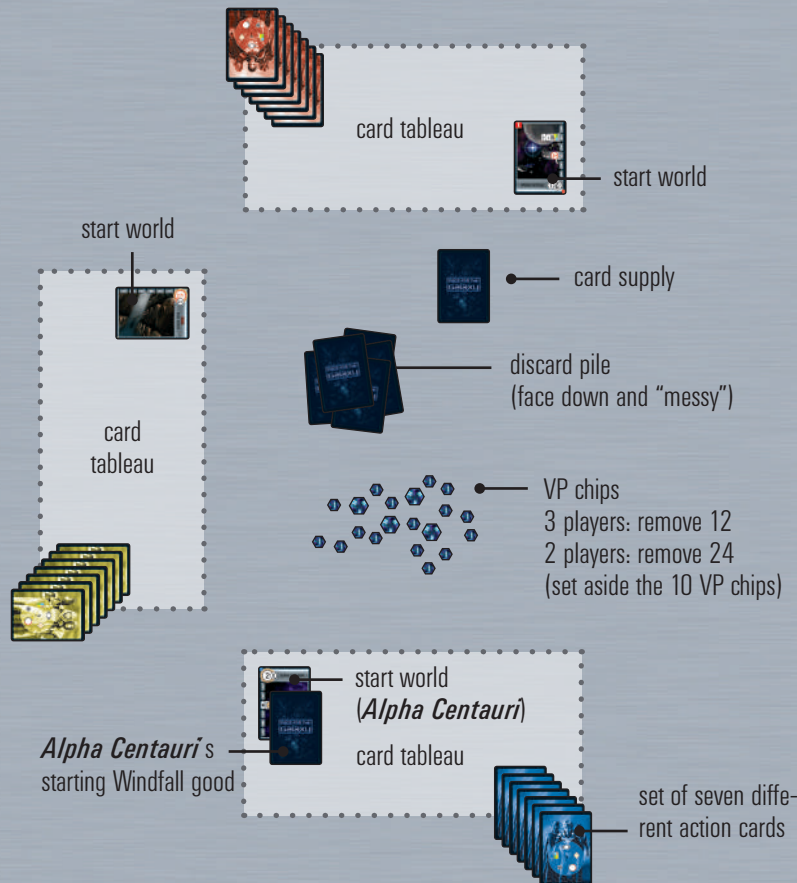 card tableau
start world
start world
card supply
discard pile
(face down and “messy”)
card
tableau
VP chips
3 players: remove 12
2 players: remove 24
(set aside the 10 VP chips)
start world
(Alpha Centauri)
Alpha Centauri s
starting Windfall good
card tableau
set of seven diffe-
rent action cards